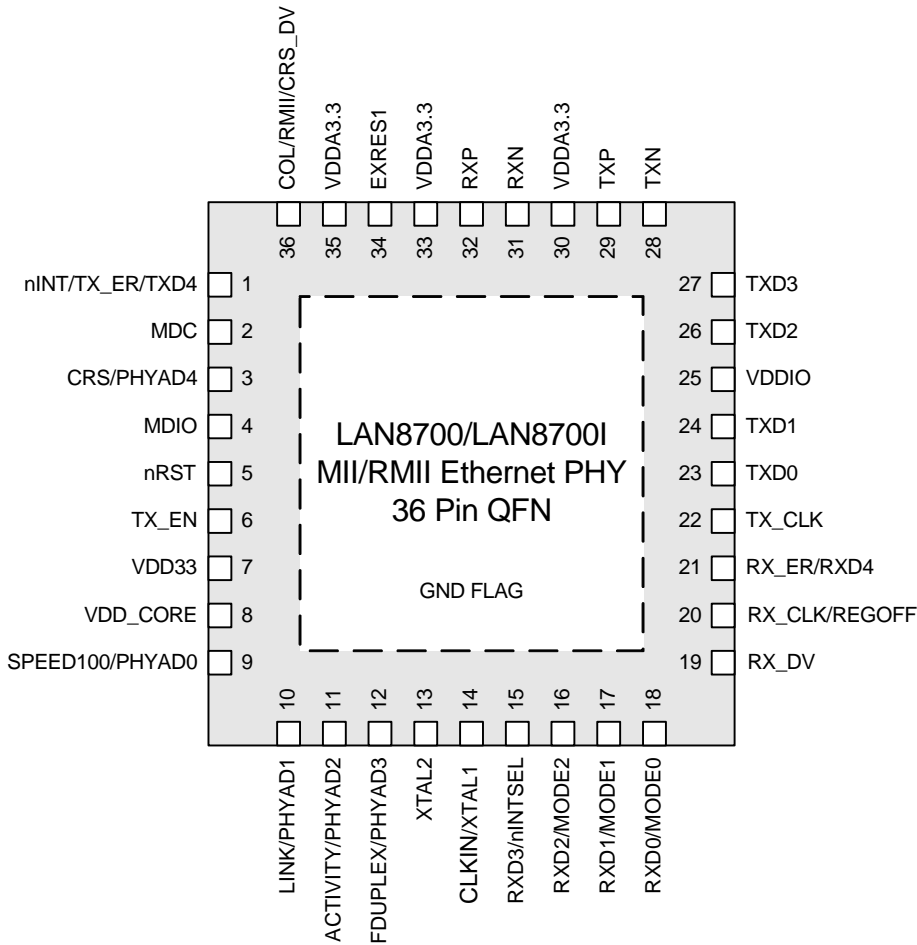 COL/RMII/CRS_DV
VDDA3.3
EXRES1
VDDA3.3
RXP
RXN
VDDA3.3
TXP
TXN
36
35
34
33
32
31
30
29
28
nINT/TX_ER/TXD4 1
MDC 2
CRS/PHYAD4 3
MDIO 4
nRST 5
TX_EN 6
VDD33 7
VDD_CORE 8
SPEED100/PHYAD0 9
LAN8700/LAN8700I
MII/RMII Ethernet PHY
36 Pin QFN
GND FLAG
27 TXD3
26 TXD2
25 VDDIO
24 TXD1
23 TXD0
22 TX_CLK
21 RX_ER/RXD4
20 RX_CLK/REGOFF
19 RX_DV
10
11
12
13
14
15
16
17
18
LINK/PHYAD1
ACTIVITY/PHYAD2
FDUPLEX/PHYAD3
XTAL2
CLKIN/XTAL1
RXD3/nINTSEL
RXD2/MODE2
RXD1/MODE1
RXD0/MODE0